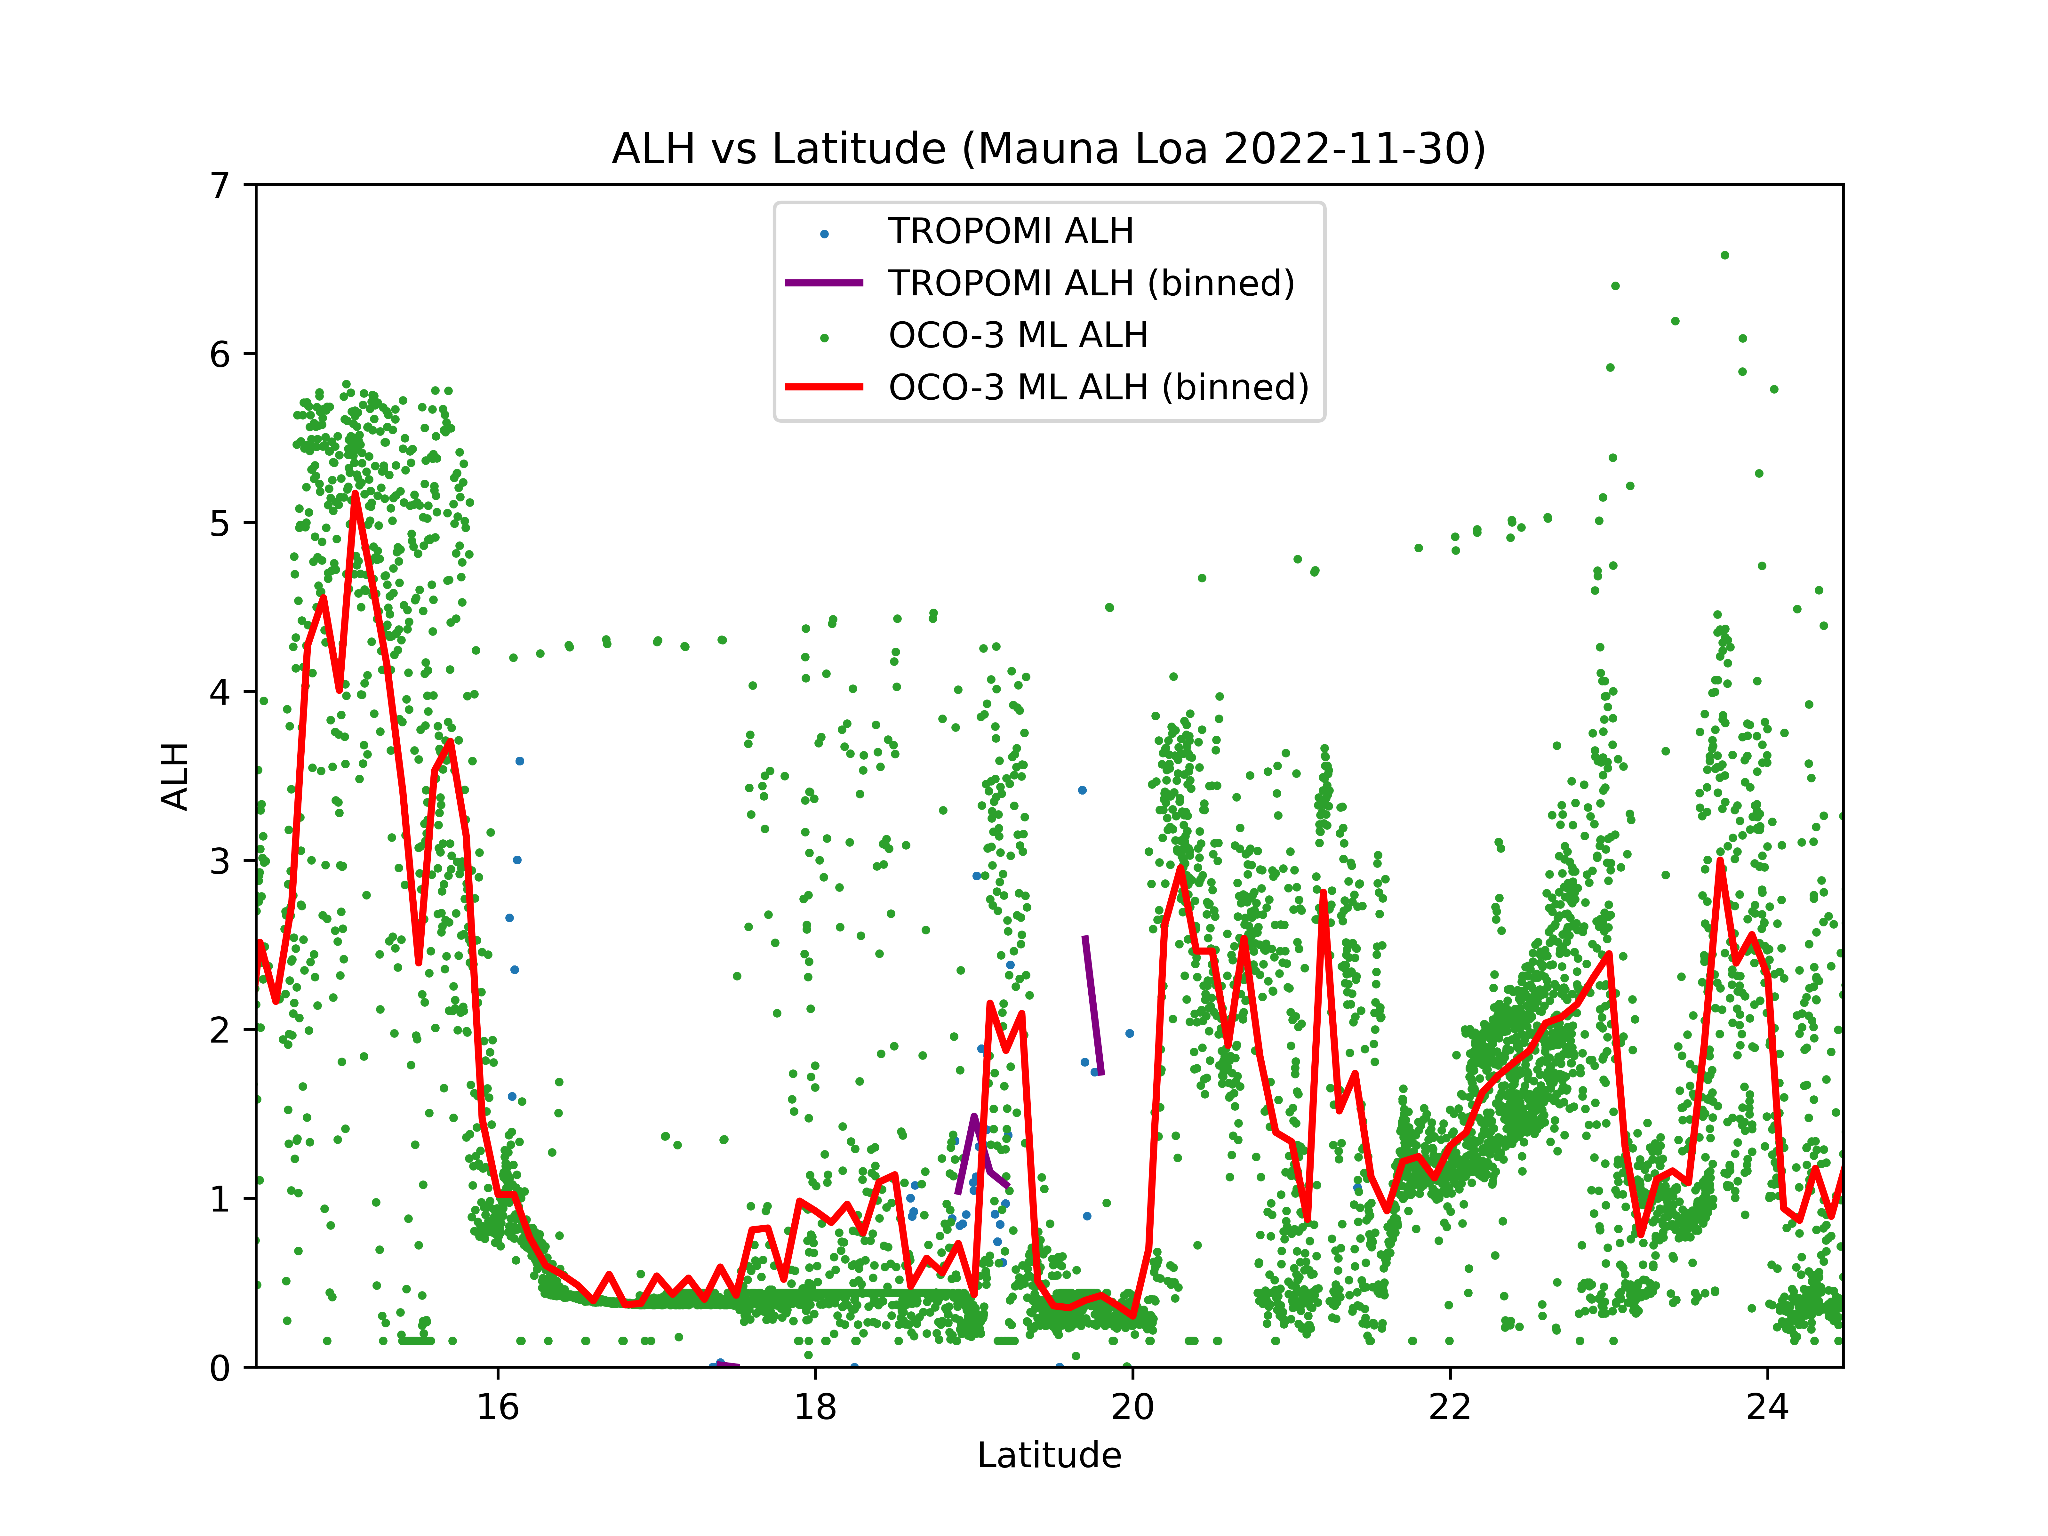 ALH vs Latitude (Mauna Loa 2022-11-30)
7
6
5
4
3
2
1
0
ALH
TROPOMI ALH
TROPOMI ALH (binned)
OCO-3 ML ALH
OCO-3 ML ALH (binned)
16
18
20
22
24
Latitude